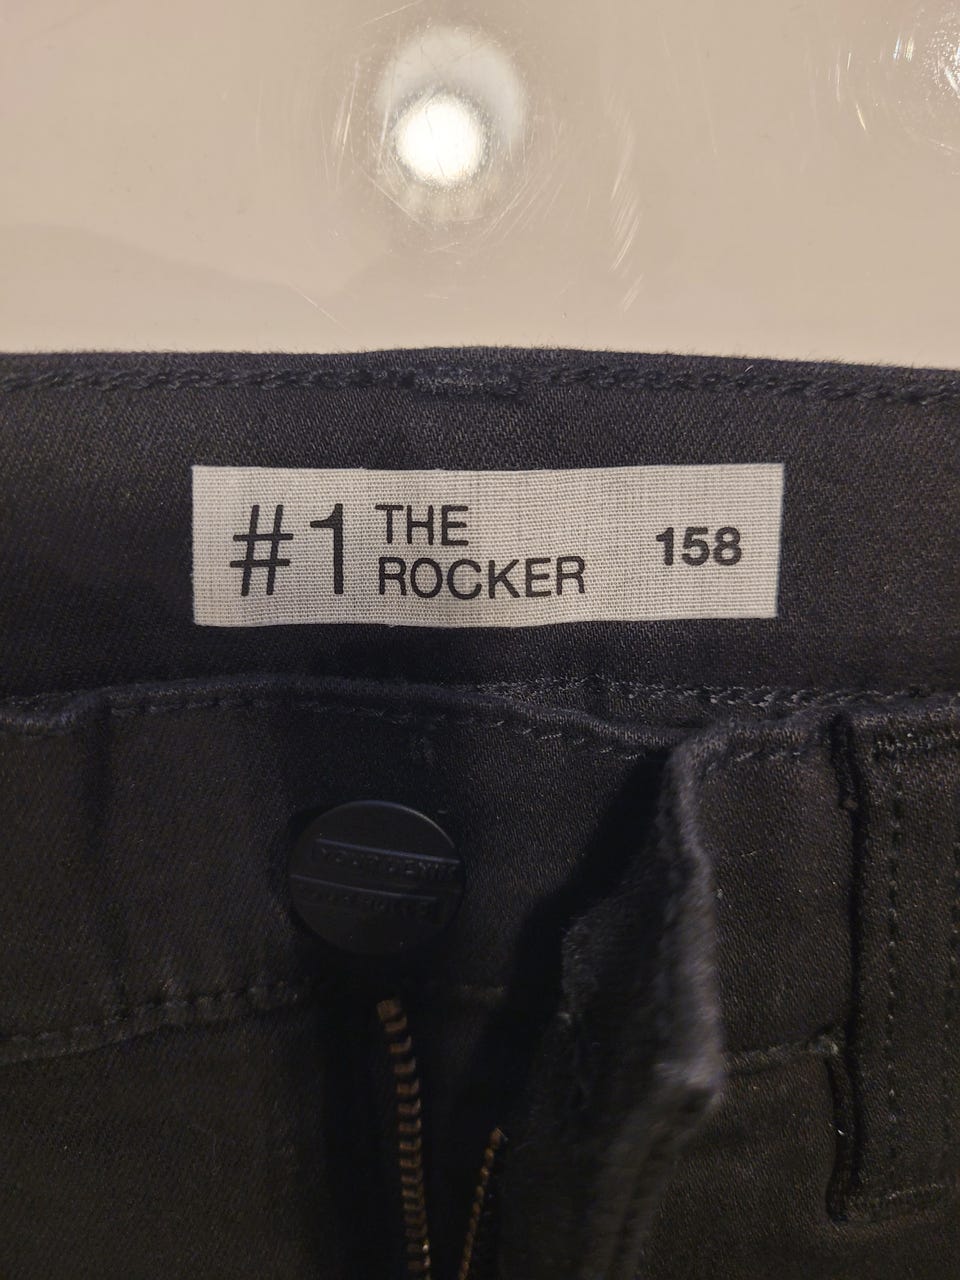 #1 THE
ROCKER
158